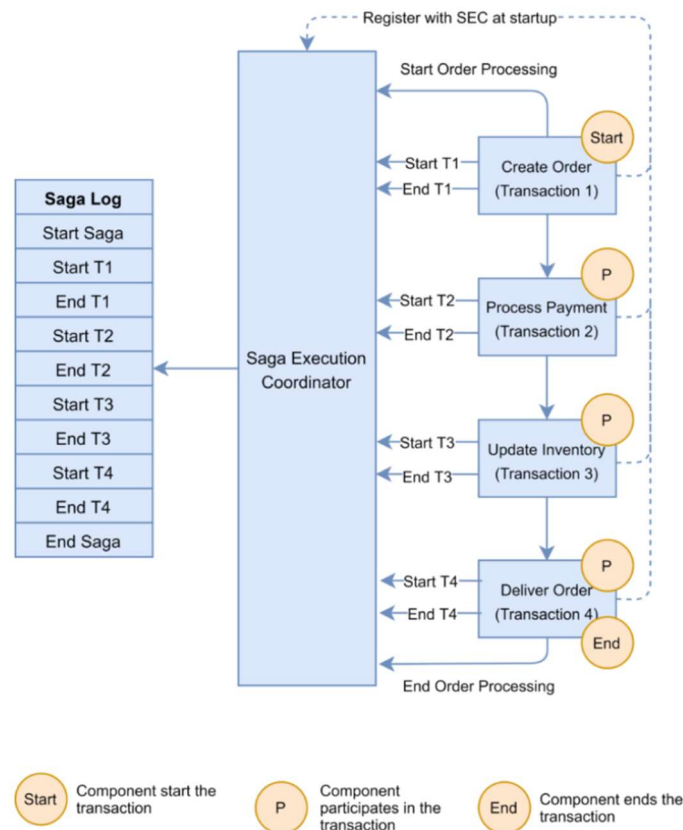 Register with SEC at startup
Start Order Processing
Start
Start T1
Create Order
(Transaction 1)
End T1
Saga Log
Start Saga
Start T1
End T1
Start T2
End T2
Start T3
End T3
Start T4
End T4
End Saga
Saga Execution
Coordinator
P
Start T2
Process Payment
(Transaction 2)
End T2
P
Start T3
Update Inventory
(Transaction 3)
End T3
P
Start T4
Deliver Order
(Transaction 4)
End T4
End
End Order Processing
Start
Component start the
transaction
P
Component
participates in the
transaction
End
Component ends the
transaction